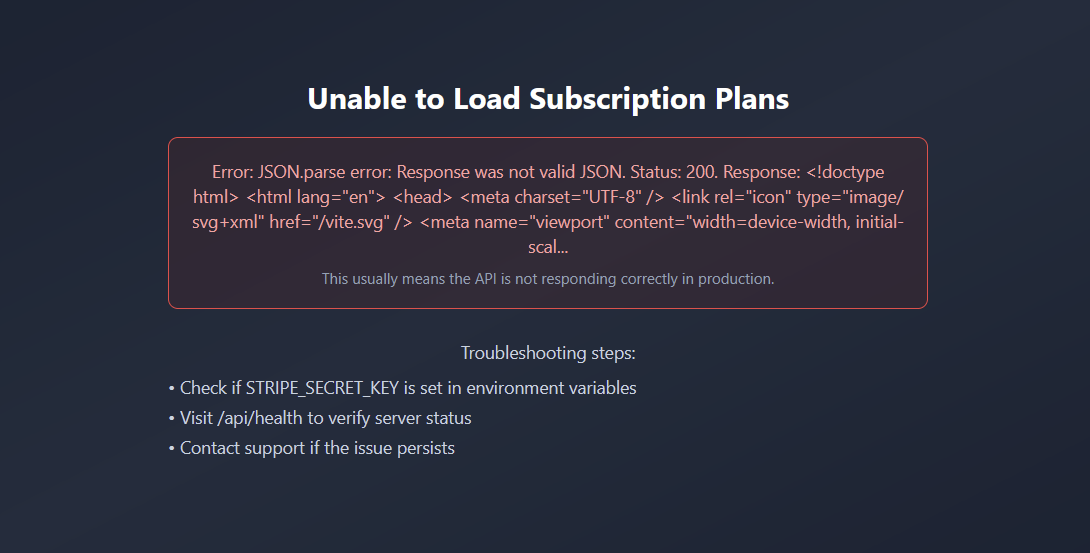 Unable to Load Subscription Plans
Error: JSON.parse error: Response was not valid JSON. Status: 200. Response: <!doctype
html> <html lang="en"> <head> <meta charset="UTF-8" /> <link rel="icon" type="image/
svg+xml" href="/vite.svg" /> <meta name="viewport" content="width=device-width, initial-
scal...
This usually means the API is not responding correctly in production.
Troubleshooting steps:
• Check if STRIPE_SECRET_KEY is set in environment variables
• Visit /api/health to verify server status
• Contact support if the issue persists